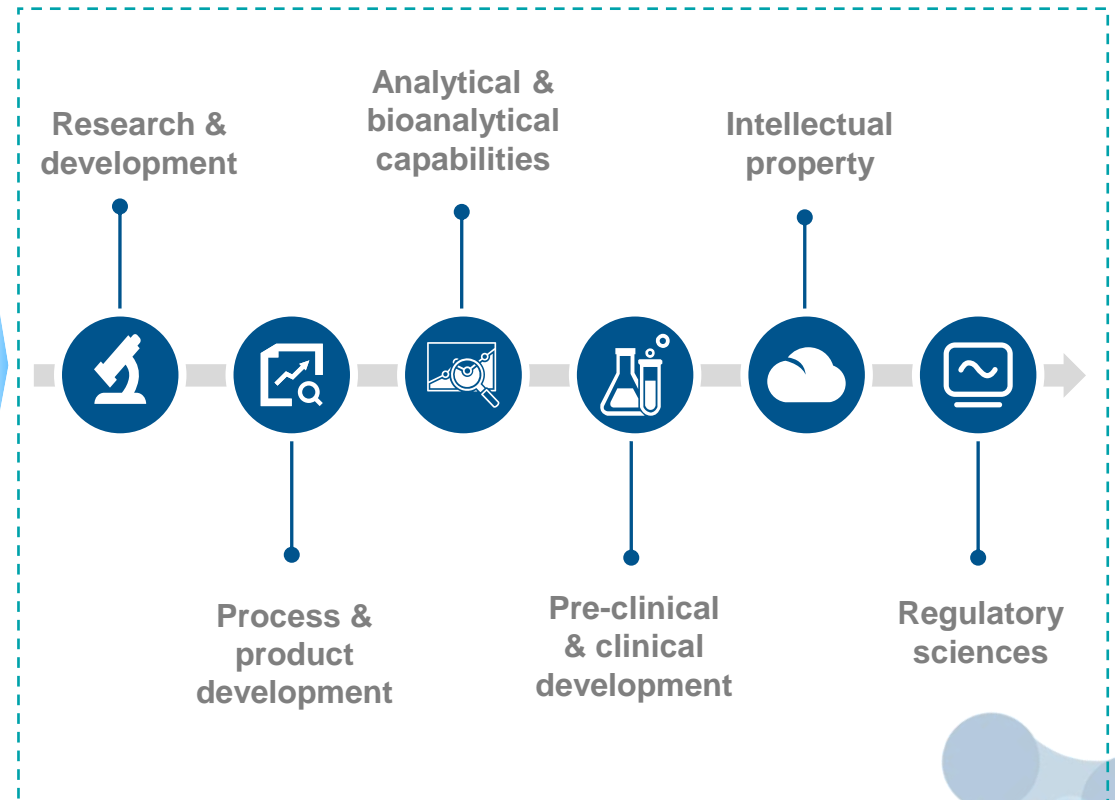 Research &
development
Analytical &
bioanalytical
capabilities
Intellectual
property
Process &
product
development
Pre-clinical
& clinical
development
Regulatory
sciences